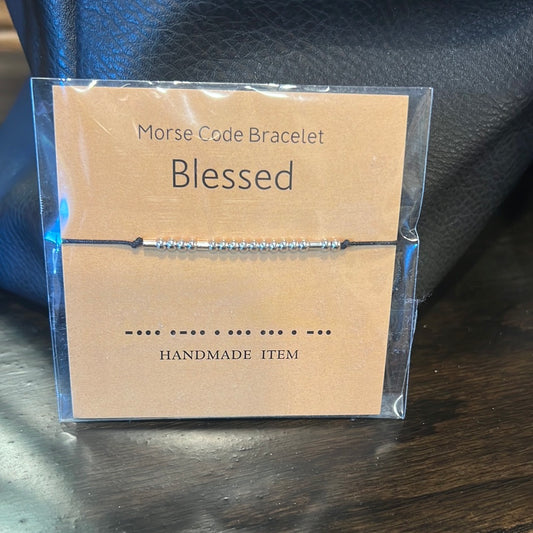 Morse Code Bracelet
Blessed
-••• •-•• • ••• ••• • -••
HANDMADE ITEM